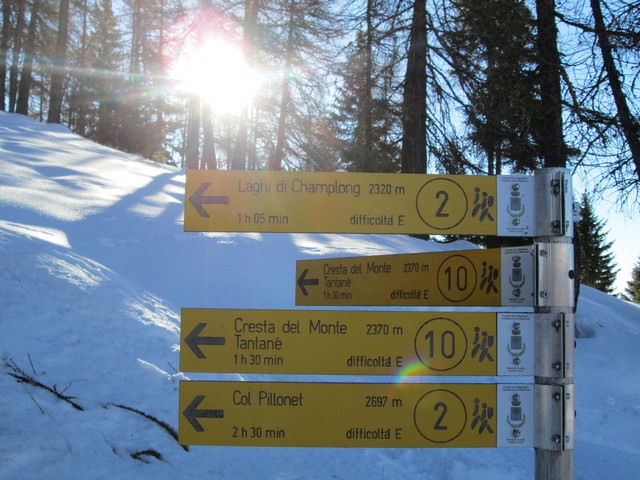 Laghi di Champlong 2320 m
1 h 05 min difficoltà E
2
Cresta del Monte 2370 m
Tantanè
1 h 30 min difficoltà E
10
Cresta del Monte 2370 m
Tantanè
1 h 30 min difficoltà E
10
Col Pillonet 2697 m
2 h 30 min difficoltà E
2